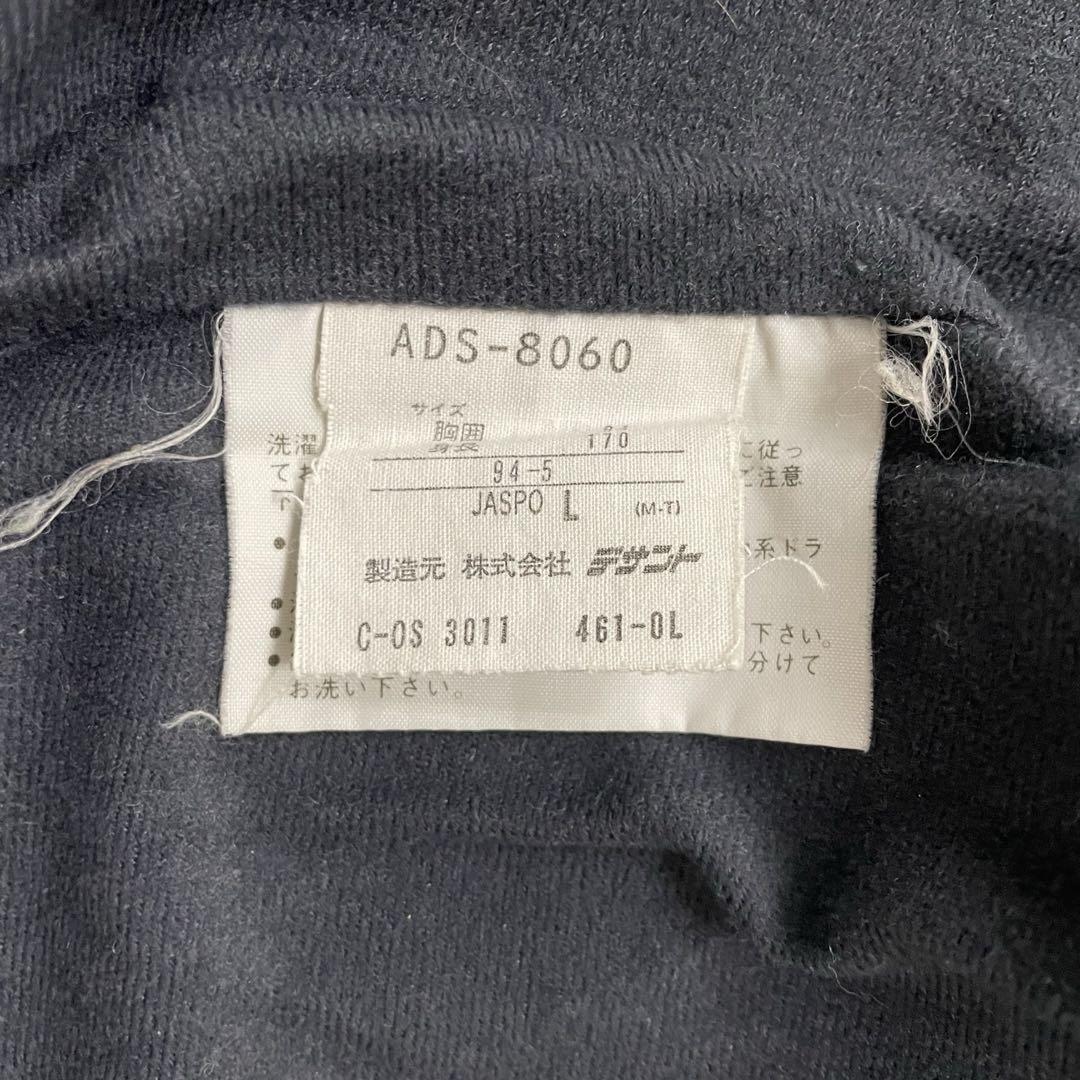 ADS-8060
サイズ
胸囲
身長 170
94-5
JASPO L (M-T)
製造元 株式会社 デサント
C-OS 3011 461-0L
洗濯 に従っ
てお ご注意
系ドラ
下さい。
分けて
お洗い下さい。